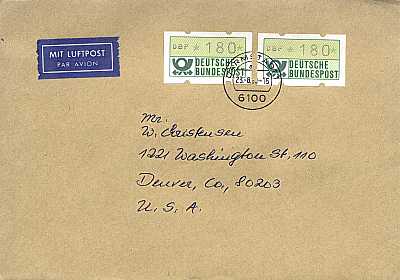 MIT LUFTPOST
PAR AVION
DBP *180*
DEUTSCHE
BUNDESPOST
DBP *180*
DEUTSCHE
BUNDESPOST
6100
Mr.
W. Christensen
1221 Washington St, 110
Denver, Co, 80203
U. S. A.